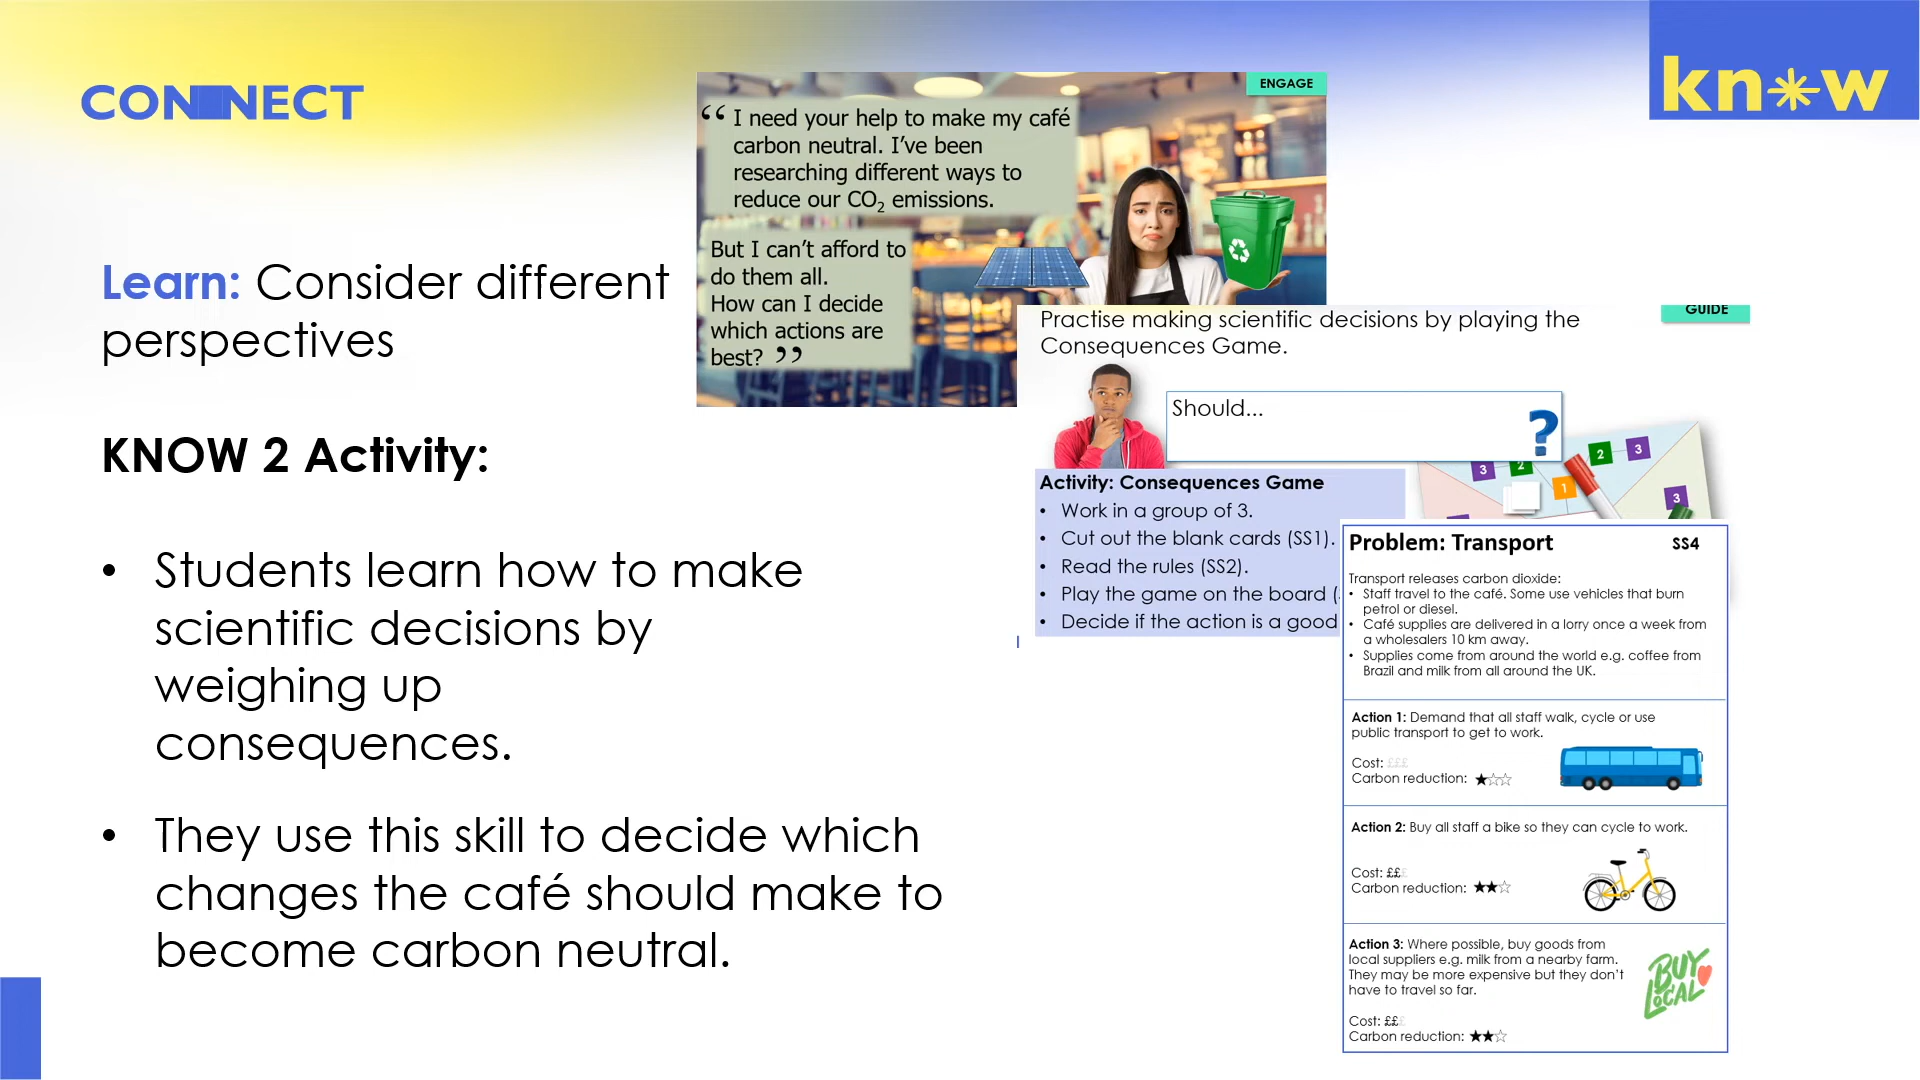 CONNECT
kn*w
Learn: Consider different
perspectives
KNOW 2 Activity:
• Students learn how to make
scientific decisions by
weighing up
consequences.
• They use this skill to decide which
changes the café should make to
become carbon neutral.
ENGAGE
“ I need your help to make my café
carbon neutral. I’ve been
researching different ways to
reduce our CO₂ emissions.
But I can’t afford to
do them all.
How can I decide
which actions are
best? ”
GUIDE
Practise making scientific decisions by playing the
Consequences Game.
Should...
?
3 2 1 2 3 3
Activity: Consequences Game
• Work in a group of 3.
• Cut out the blank cards (SS1).
• Read the rules (SS2).
• Play the game on the board (
• Decide if the action is a good
Problem: Transport SS4
Transport releases carbon dioxide:
• Staff travel to the café. Some use vehicles that burn
petrol or diesel.
• Café supplies are delivered in a lorry once a week from
a wholesalers 10 km away.
• Supplies come from around the world e.g. coffee from
Brazil and milk from all around the UK.
Action 1: Demand that all staff walk, cycle or use
public transport to get to work.
Cost: £££
Carbon reduction: ★☆☆
Action 2: Buy all staff a bike so they can cycle to work.
Cost: £££
Carbon reduction: ★★☆
Action 3: Where possible, buy goods from
local suppliers e.g. milk from a nearby farm.
They may be more expensive but they don’t
have to travel so far.
BUY
LOCAL
Cost: £££
Carbon reduction: ★★☆